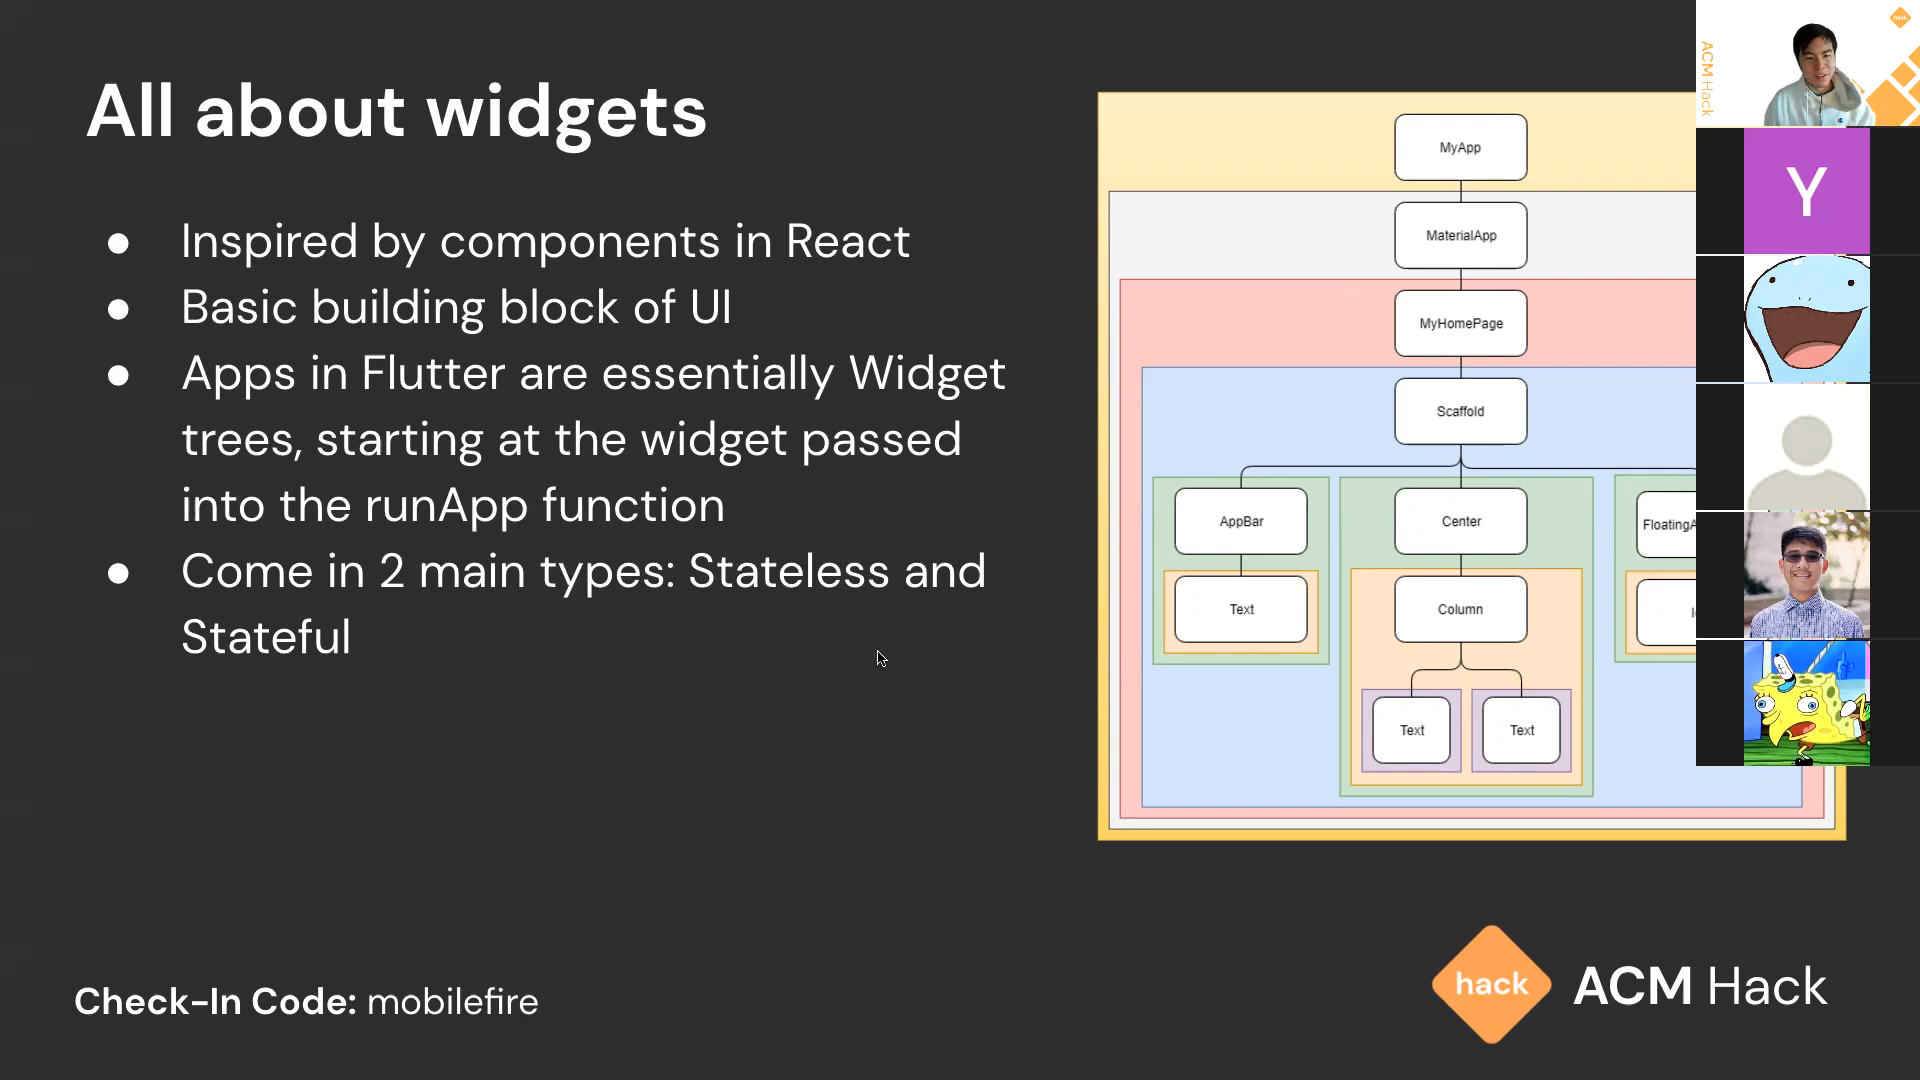 All about widgets
● Inspired by components in React
● Basic building block of UI
● Apps in Flutter are essentially Widget
trees, starting at the widget passed
into the runApp function
● Come in 2 main types: Stateless and
Stateful
MyApp
MaterialApp
MyHomePage
Scaffold
AppBar
Center
FloatingA
Text
Column
Text
Text
Check-In Code: mobilefire
hack
ACM Hack
hack
ACM Hack
Y